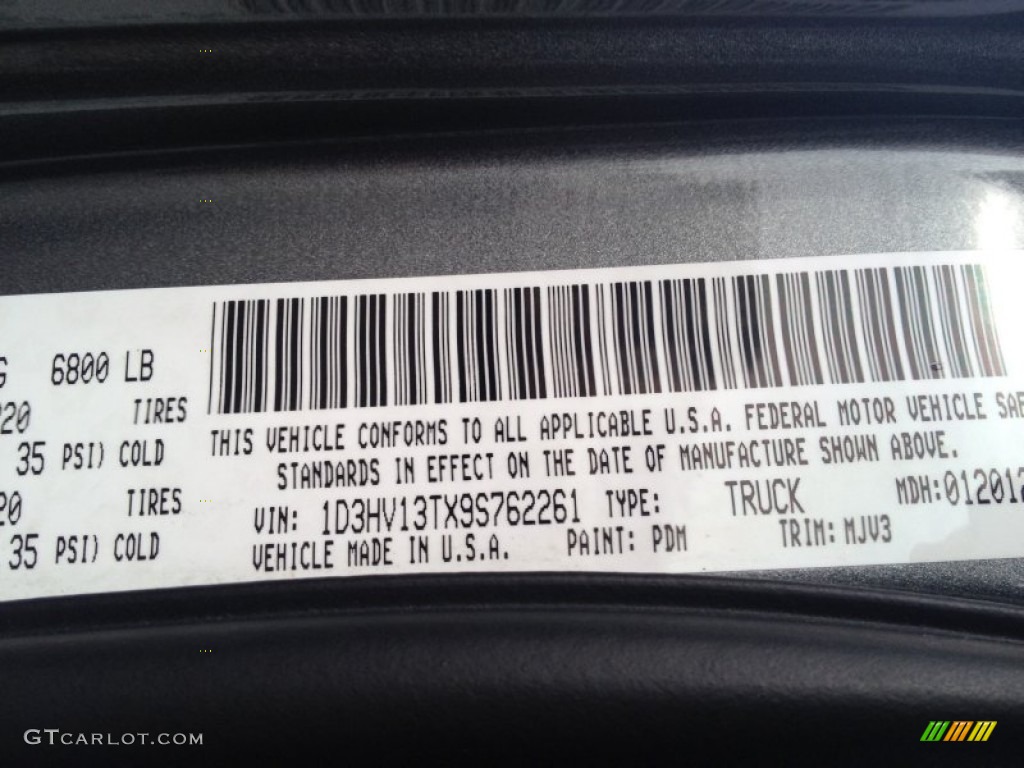 6800 LB
TIRES
35 PSI) COLD
TIRES
35 PSI) COLD
THIS VEHICLE CONFORMS TO ALL APPLICABLE U.S.A. FEDERAL MOTOR VEHICLE
STANDARDS IN EFFECT ON THE DATE OF MANUFACTURE SHOWN ABOVE.
VIN: 1D3HV13TX9S762261 TYPE: TRUCK MDH:012012
VEHICLE MADE IN U.S.A. PAINT: PDM TRIM: MJV3
GTCARLOT.COM